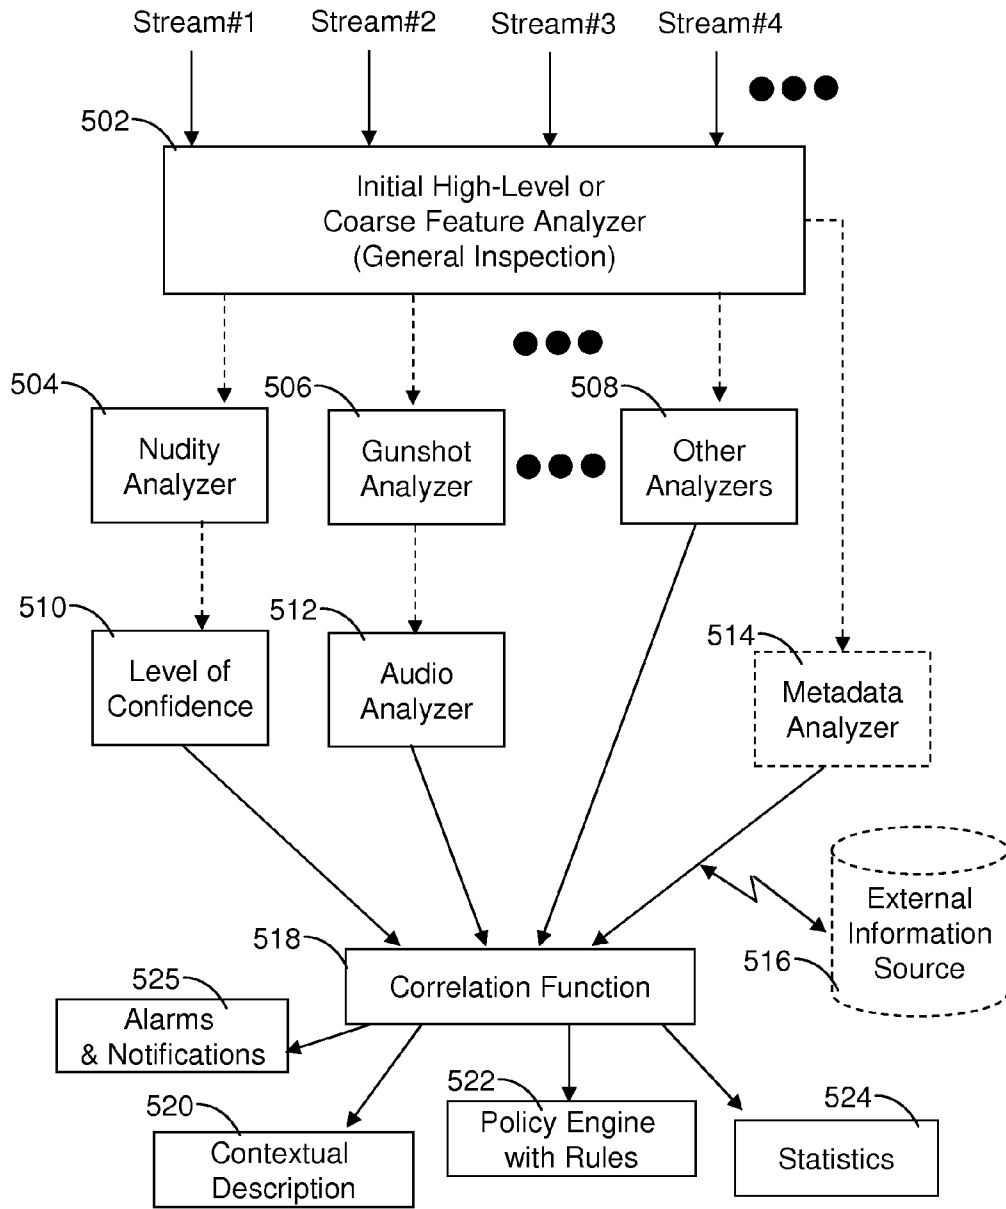 Stream#1
Stream#2
Stream#3
Stream#4
502
Initial High-Level or
Coarse Feature Analyzer
(General Inspection)
504
Nudity
Analyzer
506
Gunshot
Analyzer
508
Other
Analyzers
510
Level of
Confidence
512
Audio
Analyzer
514
Metadata
Analyzer
External
Information
Source
516
518
Correlation Function
525
Alarms
& Notifications
520
Contextual
Description
522
Policy Engine
with Rules
524
Statistics